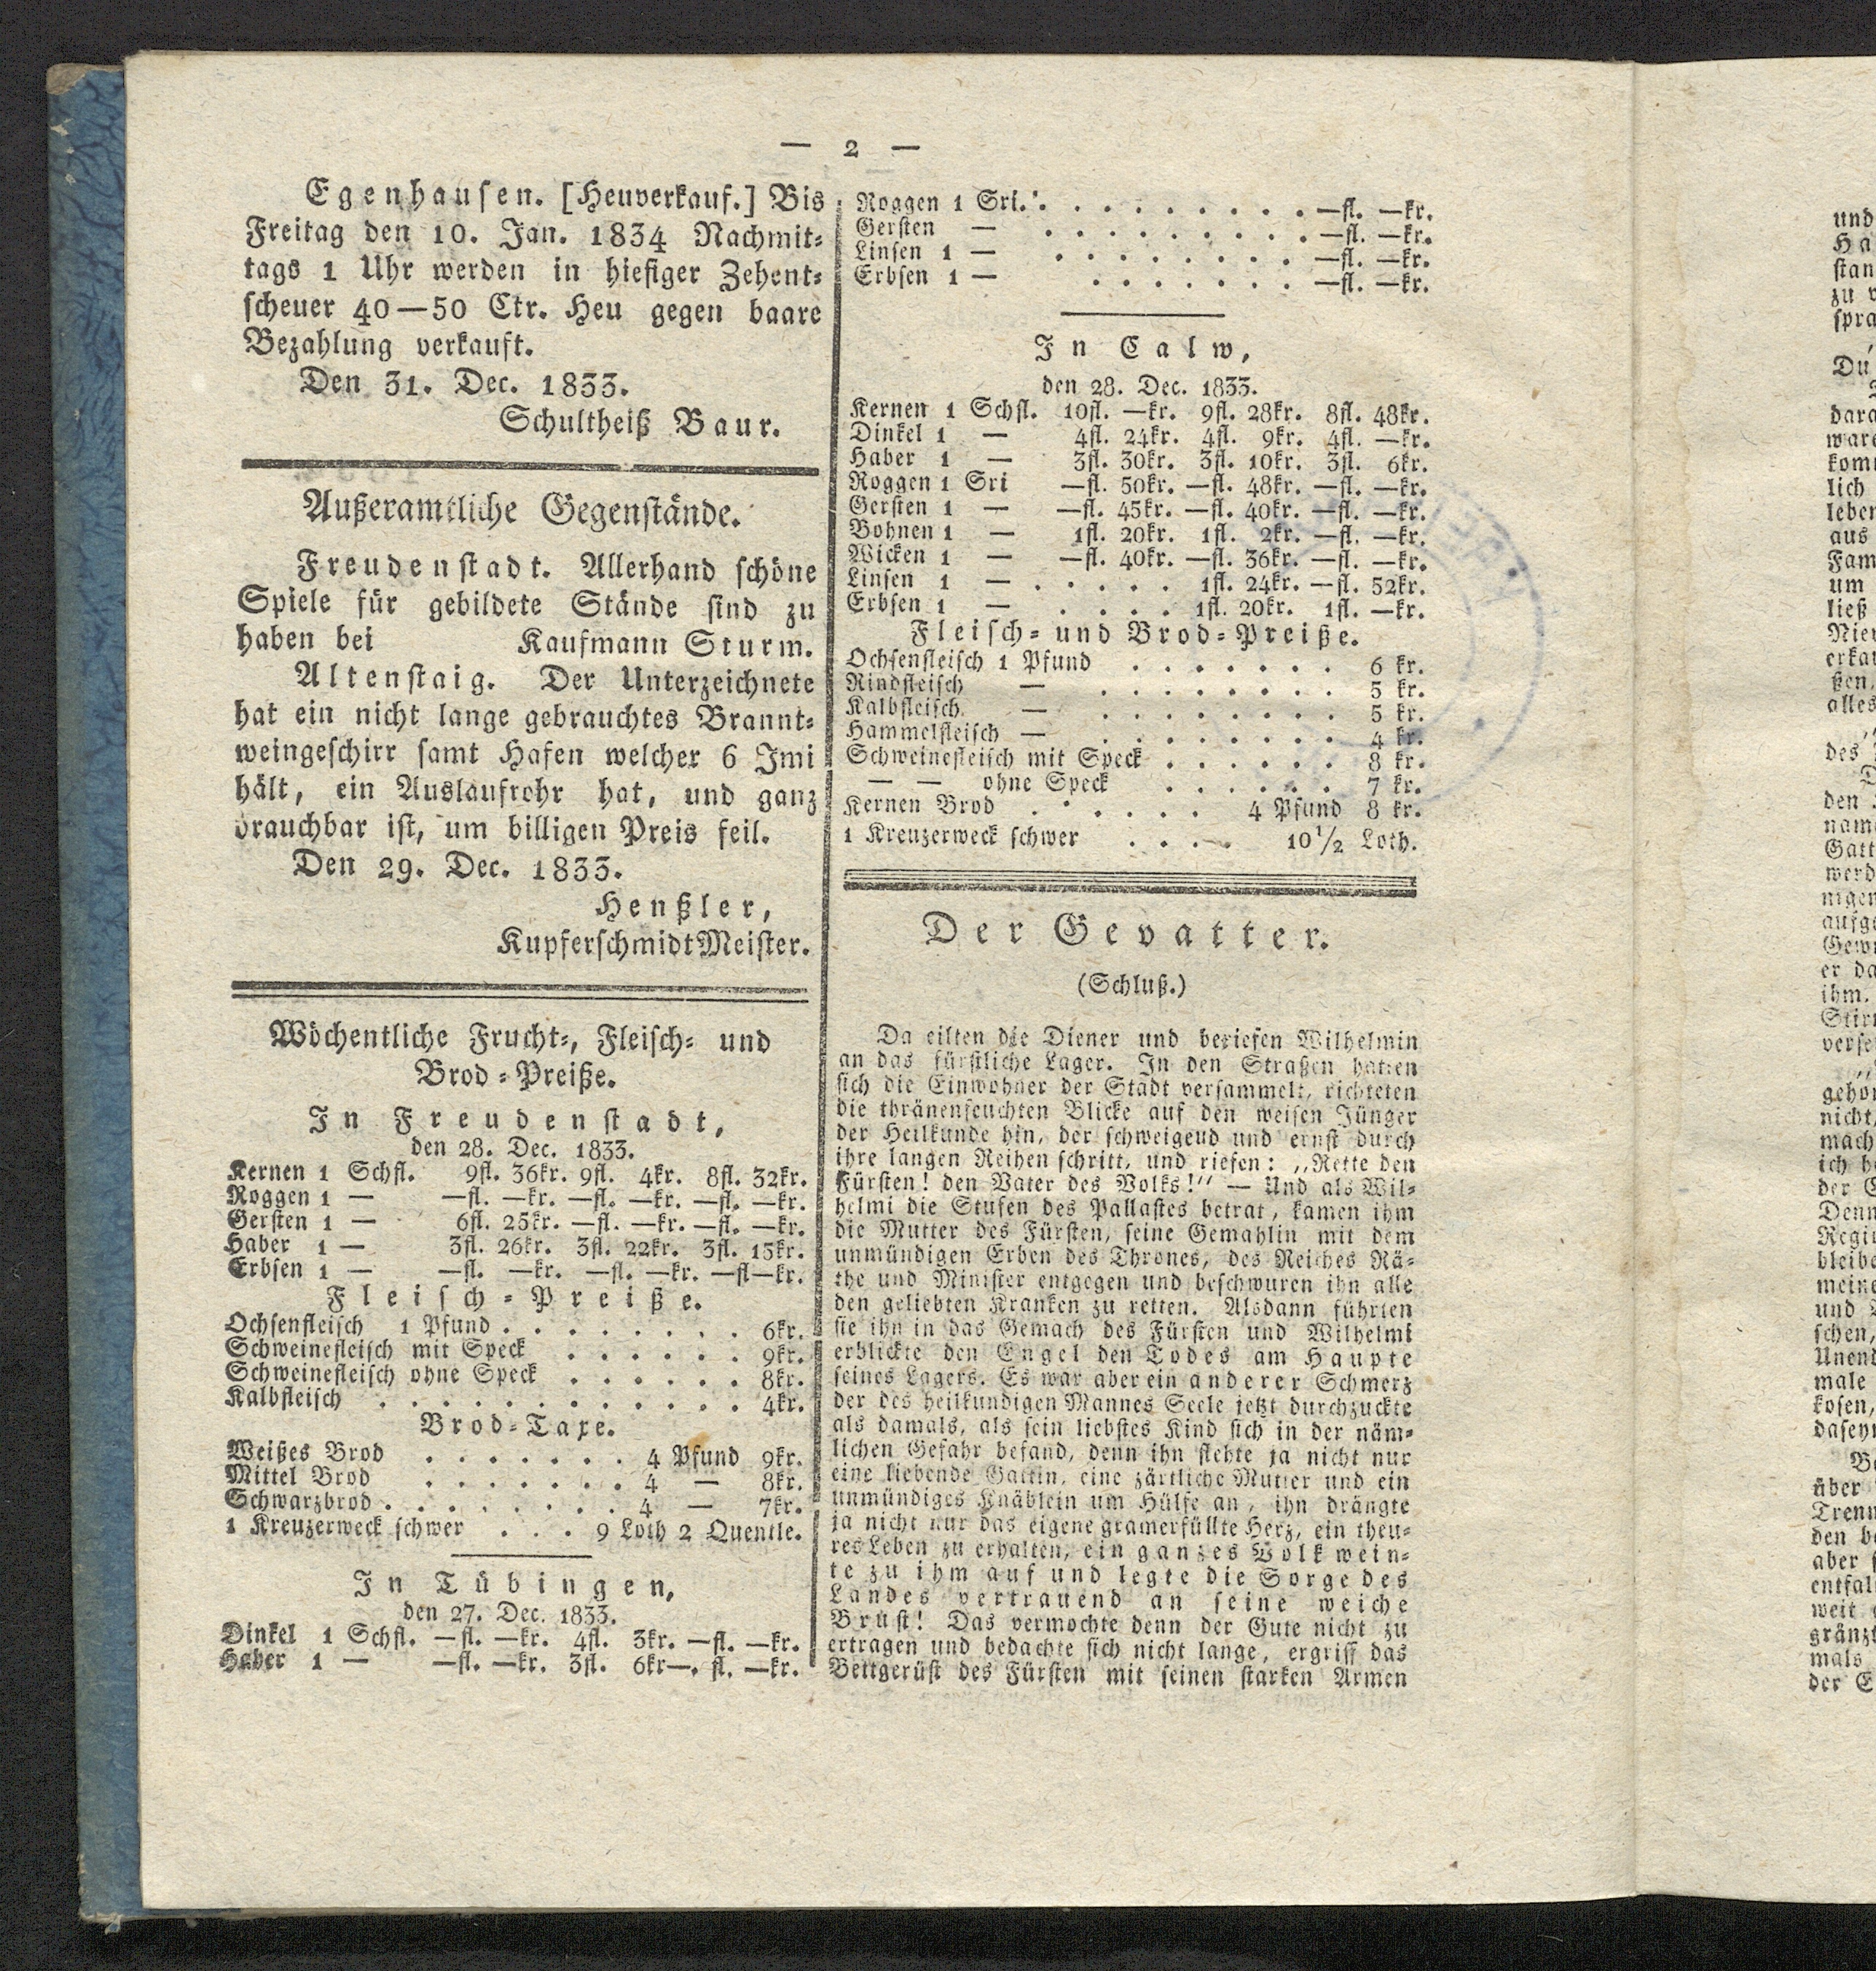 — 2 —
Egenhausen. [Heuverkauf.] Bis
Freitag den 10. Jan. 1834 Nachmit-
tags 1 Uhr werden in hiesiger Zehent-
scheuer 40—50 Ctr. Heu gegen baare
Bezahlung verkauft.
Den 31. Dec. 1833.
Schultheiß Baur.
Außeramtliche Gegenstände.
Freudenstadt. Allerhand schöne
Spiele für gebildete Stände sind zu
haben bei Kaufmann Sturm.
Altenstaig. Der Unterzeichnete
hat ein nicht lange gebrauchtes Brannt-
weingeschirr samt Hafen welcher 6 Imi
hält, ein Auslaufrohr hat, und ganz
brauchbar ist, um billigen Preis feil.
Den 29. Dec. 1833.
Henßler,
KupferschmidtMeister.
Wöchentliche Frucht-, Fleisch- und
Brod-Preiße.
In Freudenstadt,
den 28. Dec. 1833.
Kernen 1 Schfl. 9fl. 36kr. 9fl. 4kr. 8fl. 32kr.
Roggen 1 — —fl. —kr. —fl. —kr. —fl. —kr.
Gersten 1 — 6fl. 25kr. —fl. —kr. —fl. —kr.
Haber 1 — 3fl. 26kr. 3fl. 22kr. 3fl. 15kr.
Erbsen 1 — —fl. —kr. —fl. —kr. —fl—kr.
Fleisch-Preiße.
Ochsenfleisch 1 Pfund . . . . . . . . 6kr.
Schweinefleisch mit Speck . . . . . . 9kr.
Schweinefleisch ohne Speck . . . . . . 8kr.
Kalbfleisch . . . . . . . . . . . . 4kr.
Brod-Taxe.
Weißes Brod . . . . . . . 4 Pfund 9kr.
Mittel Brod . . . . . . . 4 — 8kr.
Schwarzbrod . . . . . . . . 4 — 7kr.
1 Kreuzerweck schwer . . . 9 Loth 2 Quentle.
In Tübingen,
den 27. Dec. 1833.
Dinkel 1 Schfl. —fl. —kr. 4fl. 3kr. —fl. —kr.
Haber 1 — —fl. —kr. 3fl. 6kr—. fl. —kr.
Roggen 1 Sri. . . . . . . . . . . —fl. —kr.
Gersten — . . . . . . . . . . —fl. —kr.
Linsen 1 — . . . . . . . . . —fl. —kr.
Erbsen 1 — . . . . . . . —fl. —kr.
In Calw,
den 28. Dec. 1833.
Kernen 1 Schfl. 10fl. —kr. 9fl. 28kr. 8fl. 48kr.
Dinkel 1 — 4fl. 24kr. 4fl. 9kr. 4fl. —kr.
Haber 1 — 3fl. 30kr. 3fl. 10kr. 3fl. 6kr.
Roggen 1 Sri —fl. 50kr. —fl. 48kr. —fl. —kr.
Gersten 1 — —fl. 45kr. —fl. 40kr. —fl. —kr.
Bohnen 1 — 1fl. 20kr. 1fl. 2kr. —fl. —kr.
Wicken 1 — —fl. 40kr. —fl. 36kr. —fl. —kr.
Linsen 1 — . . . . . 1fl. 24kr. —fl. 52kr.
Erbsen 1 — . . . . 1fl. 20kr. 1fl. —kr.
Fleisch- und Brod-Preiße.
Ochsenfleisch 1 Pfund . . . . . . . 6 kr.
Rindfleisch — . . . . . . . . 5 kr.
Kalbfleisch — . . . . . . . . 5 kr.
Hammelfleisch — . . . . . . . . 4 kr.
Schweinefleisch mit Speck . . . . . . 8 kr.
— — ohne Speck . . . . . . 7 kr.
Kernen Brod . . . . . . 4 Pfund 8 kr.
1 Kreuzerweck schwer . . . . 10 1/2 Loth.
Der Gevatter.
(Schluß.)
Da eilten die Diener und beriefen Wilhelmin
an das fürstliche Lager. In den Straßen hatten
sich die Einwohner der Stadt versammelt, richteten
die thränenfeuchten Blicke auf den weisen Jünger
der Heilkunde hin, der schweigend und ernst durch
ihre langen Reihen schritt, und riefen: „Rette den
Fürsten! den Vater des Volks!" — Und als Wil-
helmi die Stufen des Pallastes betrat, kamen ihm
die Mutter des Fürsten, seine Gemahlin mit dem
unmündigen Erben des Thrones, des Reiches Rä-
the und Minister entgegen und beschwuren ihn alle
den geliebten Kranken zu retten. Alsdann führten
sie ihn in das Gemach des Fürsten und Wilhelmi
erblickte den Engel den Todes am Haupte
seines Lagers. Es war aber ein anderer Schmerz
der des heilkundigen Mannes Seele jetzt durchzuckte
als damals, als sein liebstes Kind sich in der näm-
lichen Gefahr befand, denn ihn flehte ja nicht nur
eine liebende Gattin, eine zärtliche Mutter und ein
unmündiges Knäblein um Hülfe an, ihn drängte
ja nicht nur das eigene gramerfüllte Herz, ein theu-
res Leben zu erhalten, ein ganzes Volk wein-
te zu ihm auf und legte die Sorge des
Landes vertrauend an seine weiche
Brust! Das vermochte denn der Gute nicht zu
ertragen und bedachte sich nicht lange, ergriff das
Bettgerüst des Fürsten mit seinen starken Armen